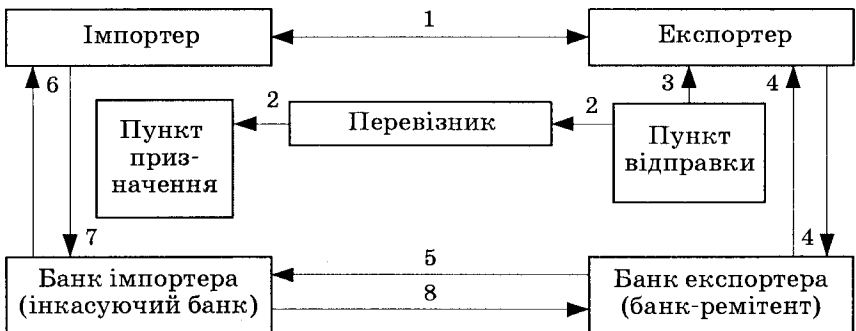 Імпортер
1
Експортер
6
2
2
3
4
Пункт
приз-
начення
Перевізник
Пункт
відправки
7
5
4
Банк імпортера
(інкасуючий банк)
8
Банк експортера
(банк-ремітент)